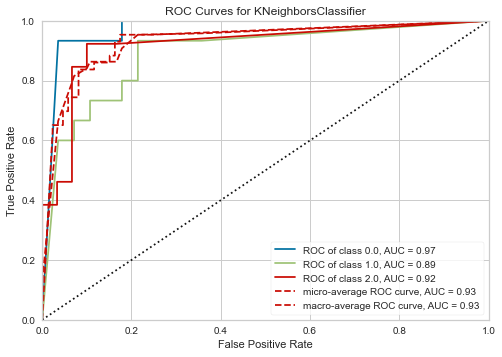 ROC Curves for KNeighborsClassifier
1.0
0.8
0.6
0.4
0.2
0.0
True Positive Rate
ROC of class 0.0, AUC = 0.97
ROC of class 1.0, AUC = 0.89
ROC of class 2.0, AUC = 0.92
micro-average ROC curve, AUC = 0.93
macro-average ROC curve, AUC = 0.93
0.0 0.2 0.4 0.6 0.8 1.0
False Positive Rate